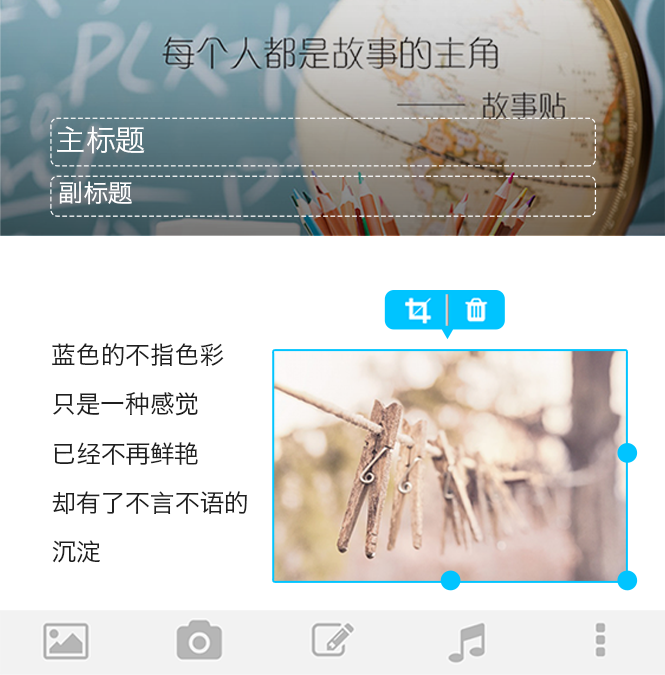 每个人都是故事的主角
—— 故事贴
主标题
副标题
蓝色的不指色彩
只是一种感觉
已经不再鲜艳
却有了不言不语的
沉淀